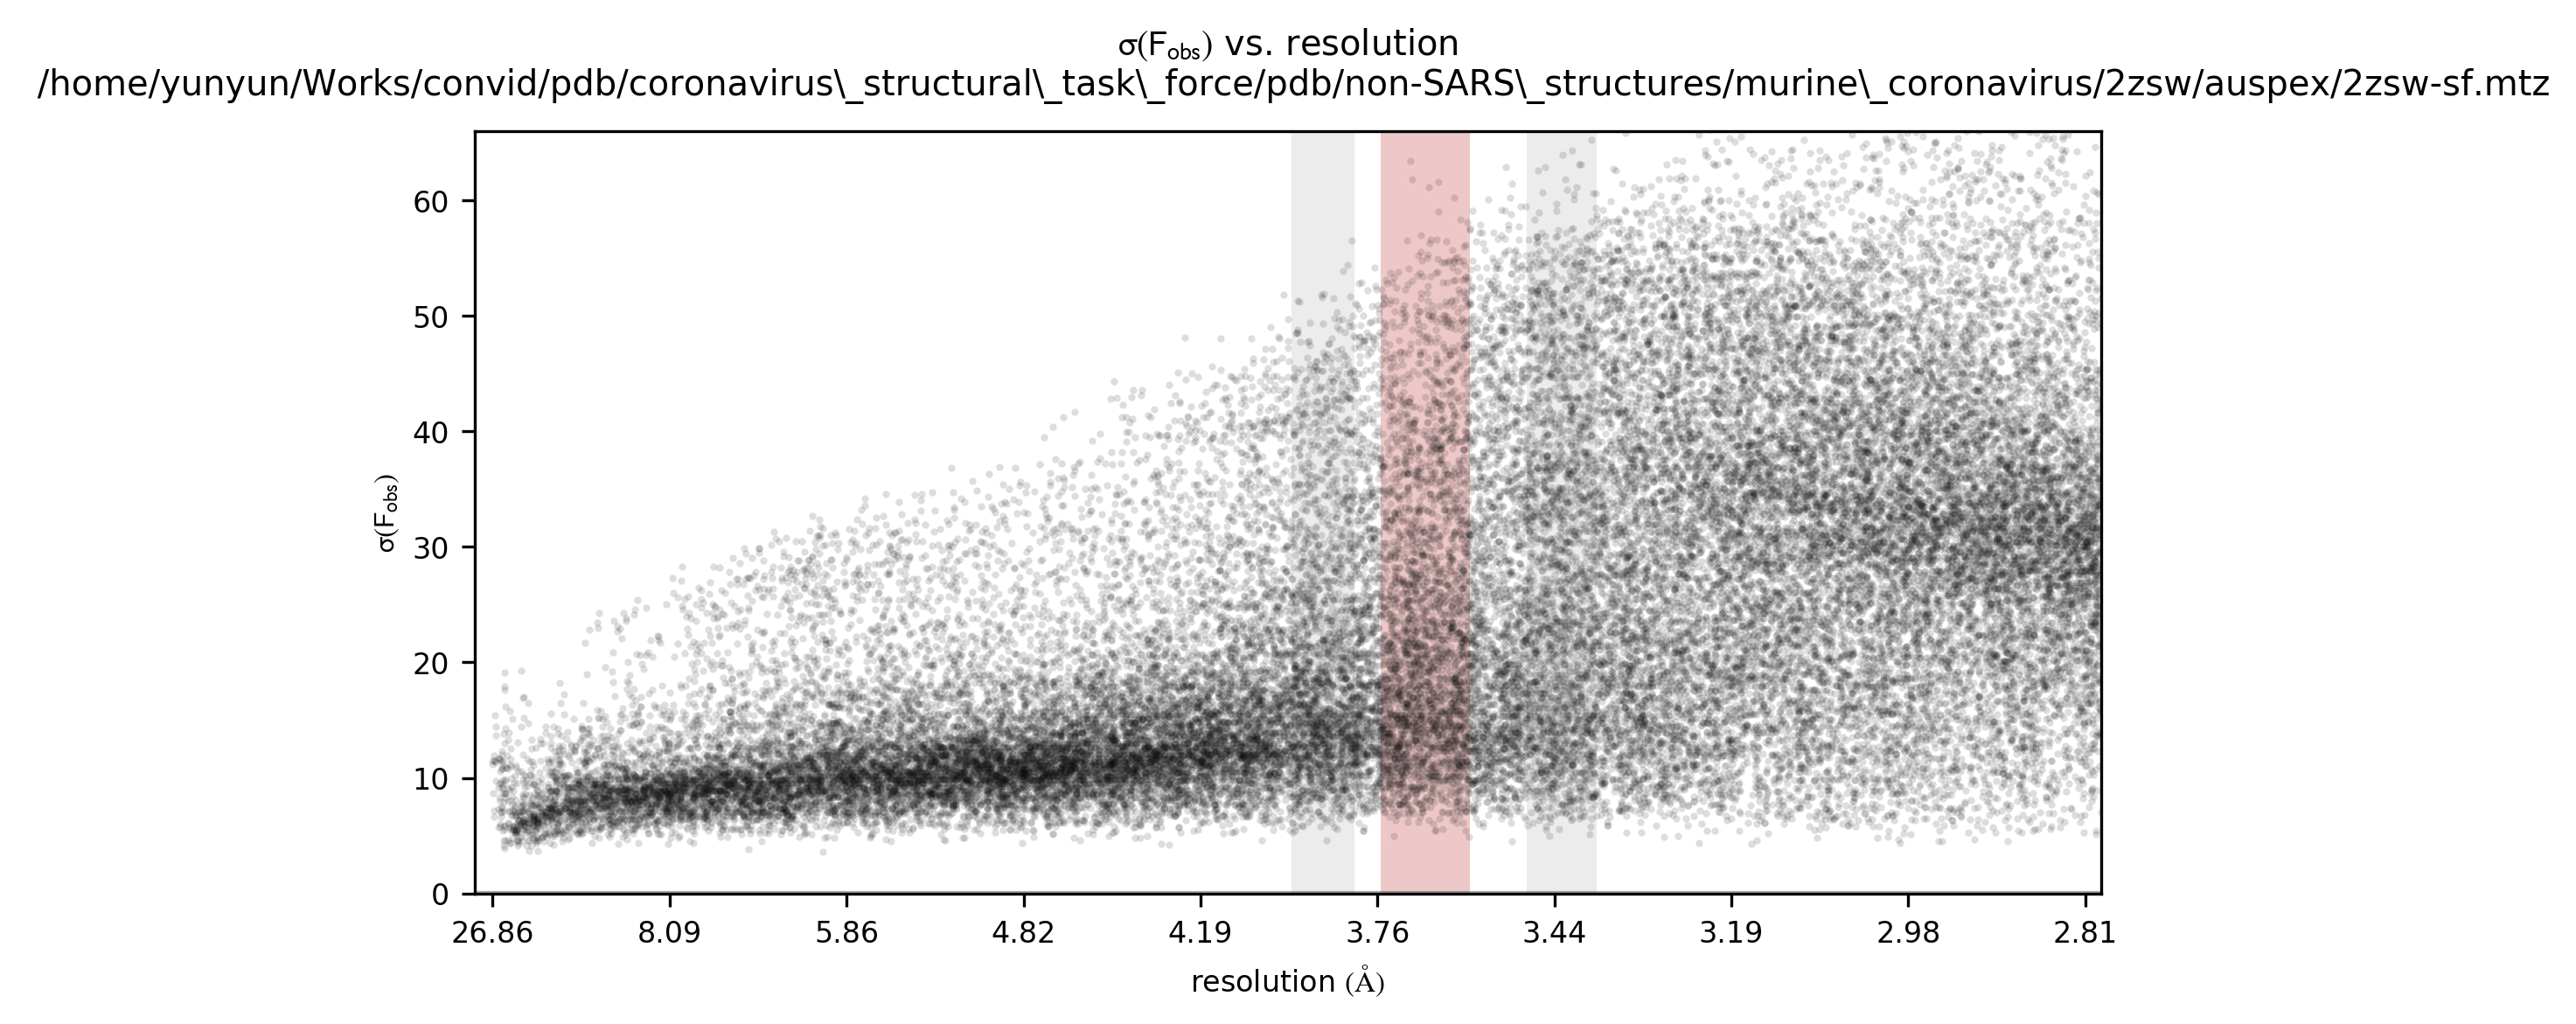 σ(Fobs) vs. resolution
/home/yunyun/Works/convid/pdb/coronavirus\_structural\_task\_force/pdb/non-SARS\_structures/murine\_coronavirus/2zsw/auspex/2zsw-sf.mtz
60
50
40
30
20
10
0
σ(Fobs)
26.86 8.09 5.86 4.82 4.19 3.76 3.44 3.19 2.98 2.81
resolution (Å)